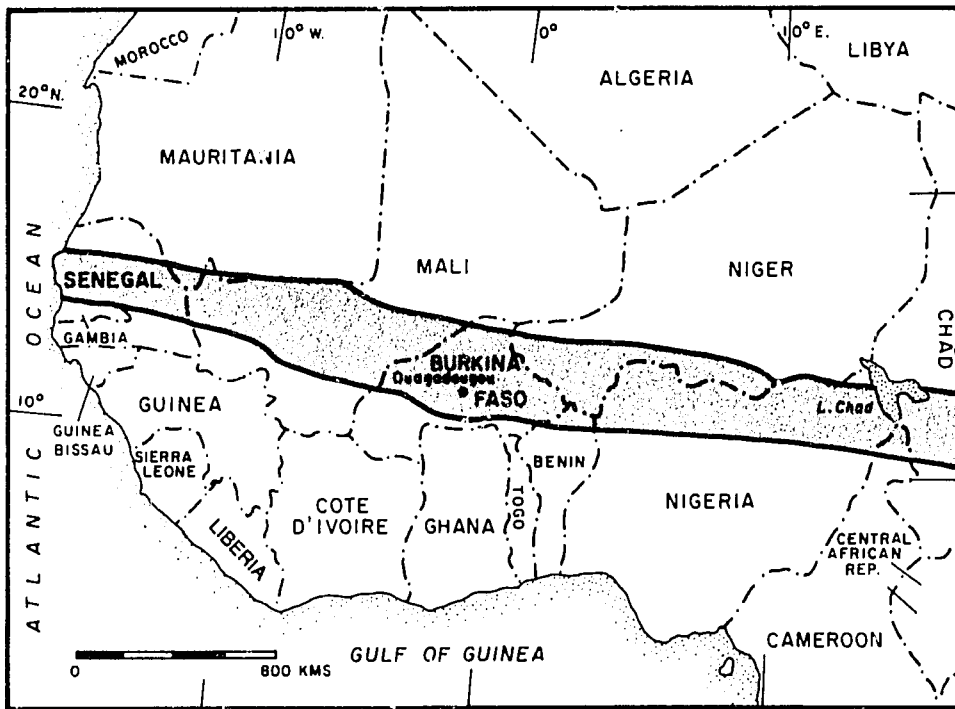 10° W.
0°
10° E.
MOROCCO
LIBYA
ALGERIA
20° N.
MAURITANIA
MALI
NIGER
SENEGAL
CHAD
GAMBIA
BURKINA
Ouagadougou
FASO
L. Chad
10°
GUINEA
GUINEA
BISSAU
SIERRA
LEONE
BENIN
NIGERIA
COTE
D'IVOIRE
GHANA
TOGO
LIBERIA
CENTRAL
AFRICAN
REP.
CAMEROON
ATLANTIC OCEAN
GULF OF GUINEA
0 800 KMS